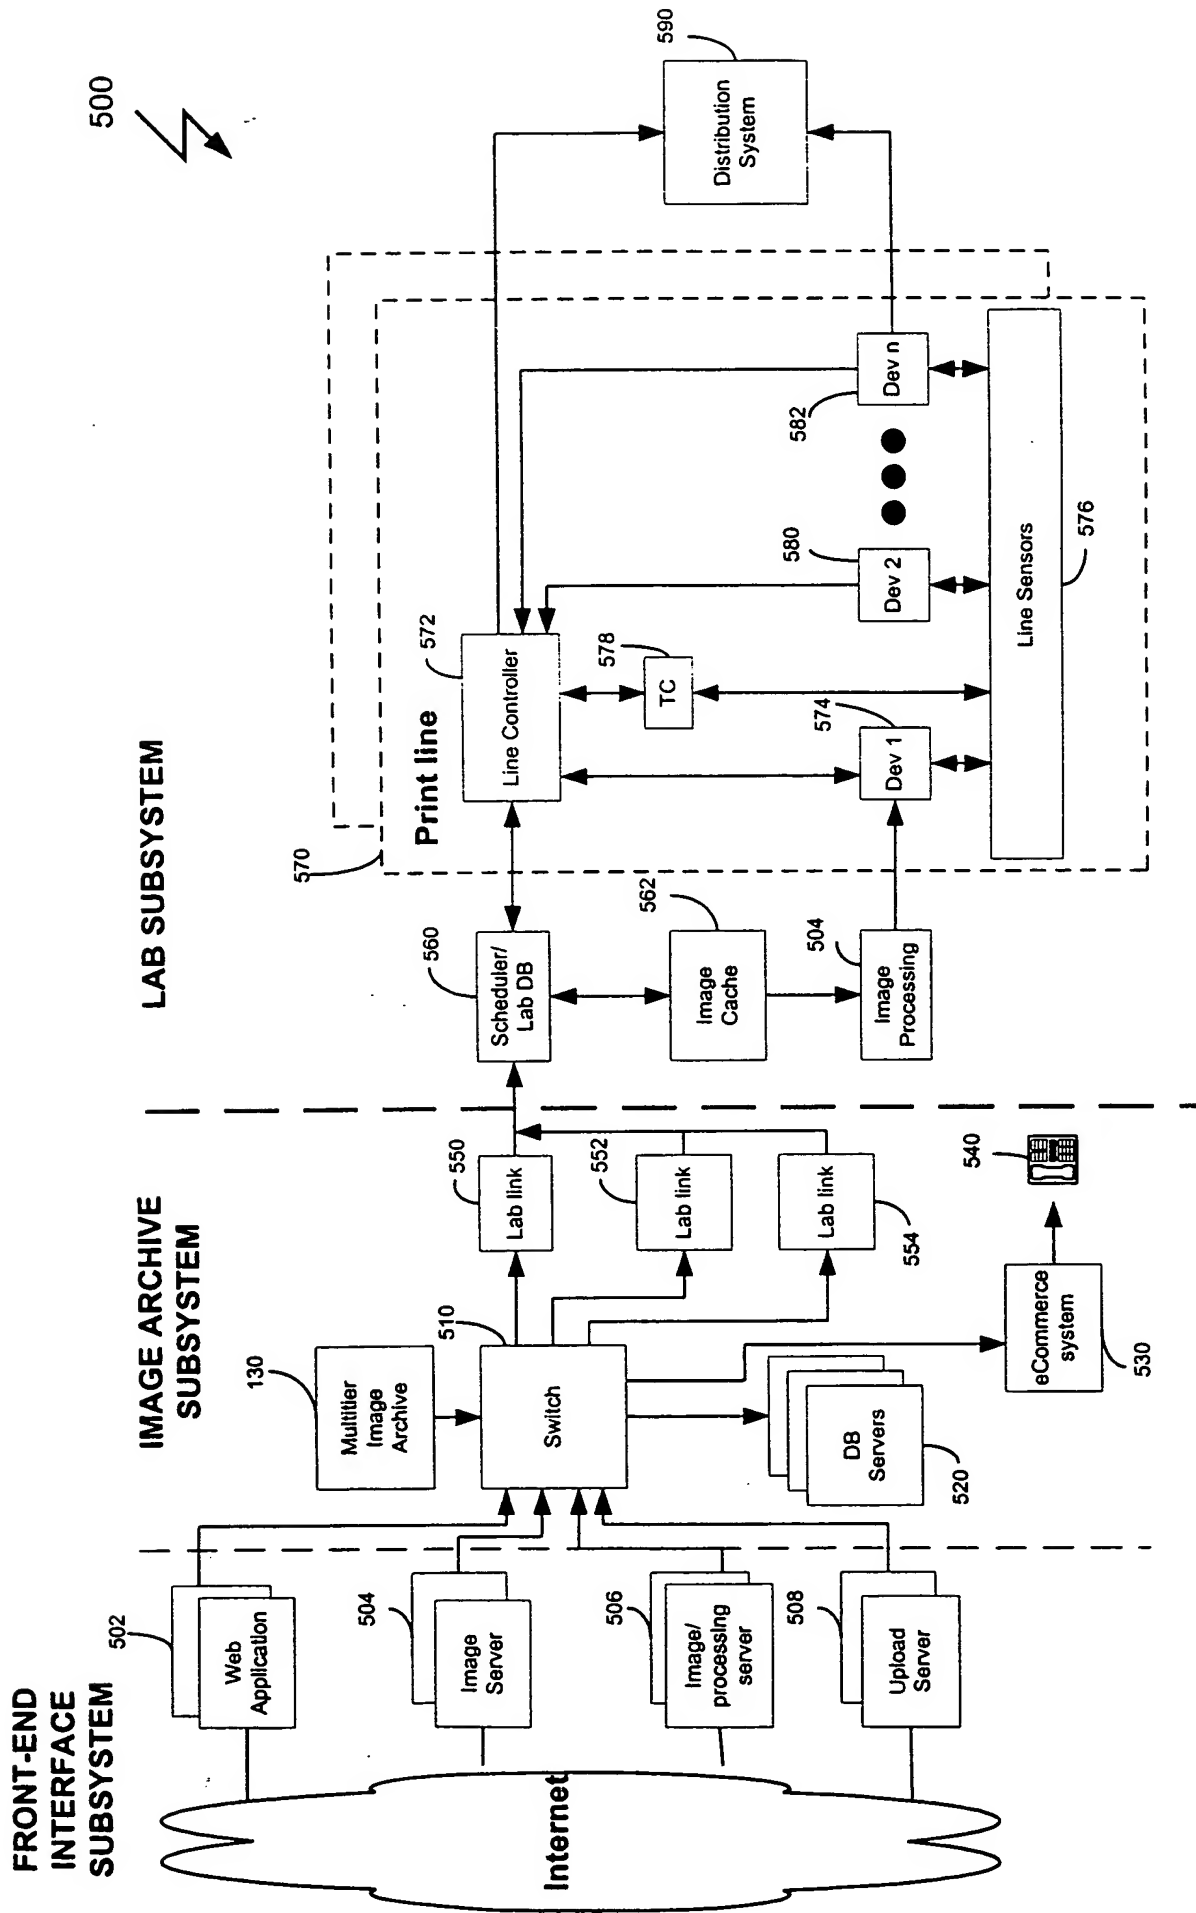 500
FRONT-END
INTERFACE
SUBSYSTEM
IMAGE ARCHIVE
SUBSYSTEM
LAB SUBSYSTEM
Internet
502
Web
Application
504
Image
Server
506
Image/
processing
server
508
Upload
Server
130
Multitier
Image
Archive
510
Switch
DB
Servers
520
550
Lab link
552
Lab link
Lab link
554
540
eCommerce
system
530
560
Scheduler/
Lab DB
562
Image
Cache
504
Image
Processing
570
Print line
572
Line Controller
578
TC
574
Dev 1
580
Dev 2
582
Dev n
Line Sensors
576
590
Distribution
System